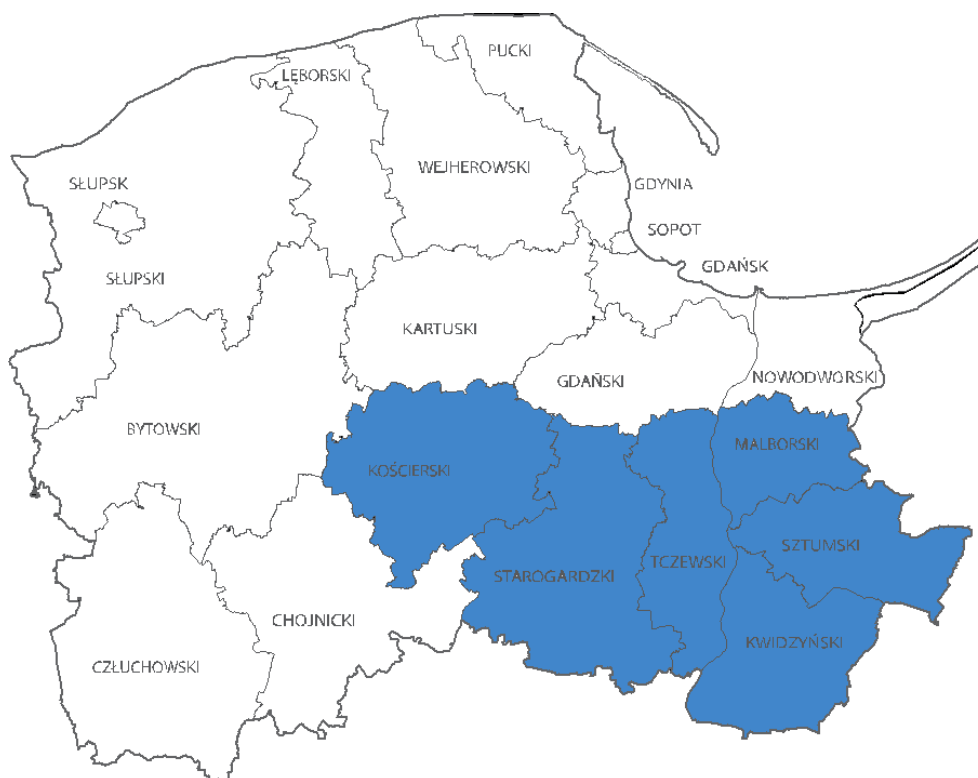 PUCKI
LĘBORSKI
WEJHEROWSKI
SŁUPSK
GDYNIA
SOPOT
GDAŃSK
SŁUPSKI
KARTUSKI
GDAŃSKI
NOWODWORSKI
BYTOWSKI
MALBORSKI
KOŚCIERSKI
SZTUMSKI
TCZEWSKI
STAROGARDZKI
CHOJNICKI
KWIDZYŃSKI
CZŁUCHOWSKI